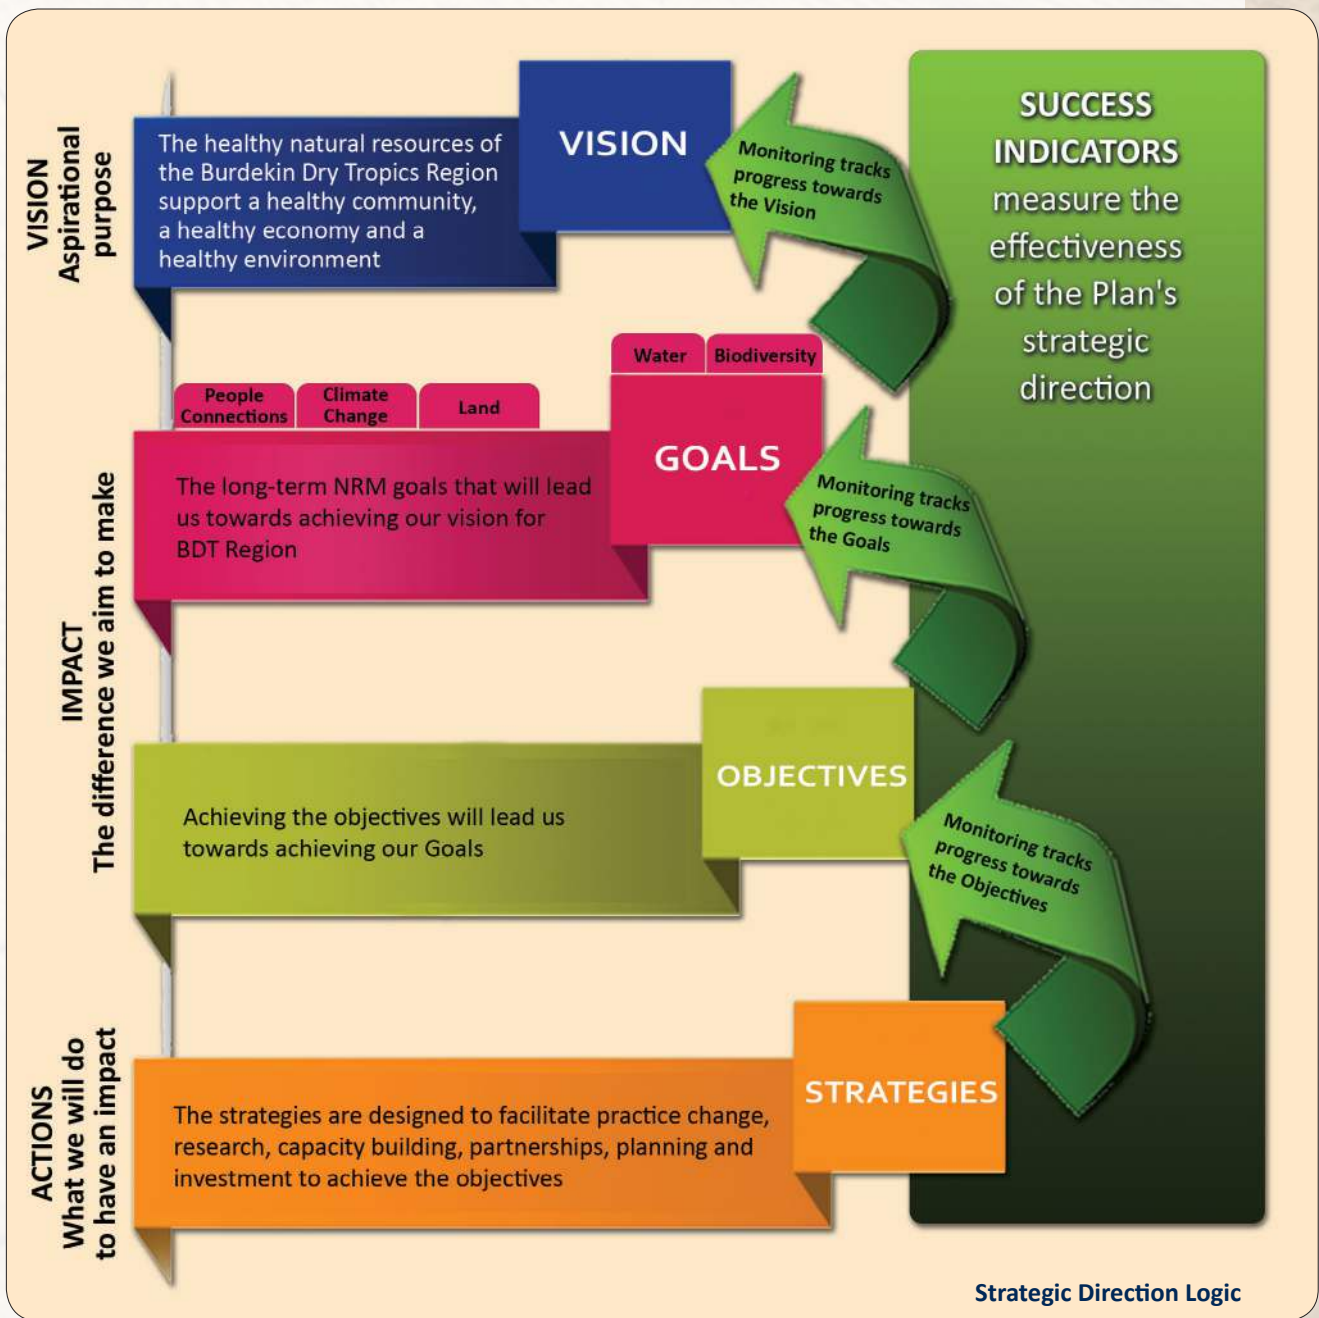 VISION
Aspirational
purpose
The healthy natural resources of
the Burdekin Dry Tropics Region
support a healthy community,
a healthy economy and a
healthy environment
VISION
Monitoring tracks
progress towards
the Vision
SUCCESS
INDICATORS
measure the
effectiveness
of the Plan's
strategic
direction
IMPACT
The difference we aim to make
People
Connections
Climate
Change
Land
Water
Biodiversity
The long-term NRM goals that will lead
us towards achieving our vision for
BDT Region
GOALS
Monitoring tracks
progress towards
the Goals
Achieving the objectives will lead us
towards achieving our Goals
OBJECTIVES
Monitoring tracks
progress towards
the Objectives
ACTIONS
What we will do
to have an impact
The strategies are designed to facilitate practice change,
research, capacity building, partnerships, planning and
investment to achieve the objectives
STRATEGIES
Strategic Direction Logic